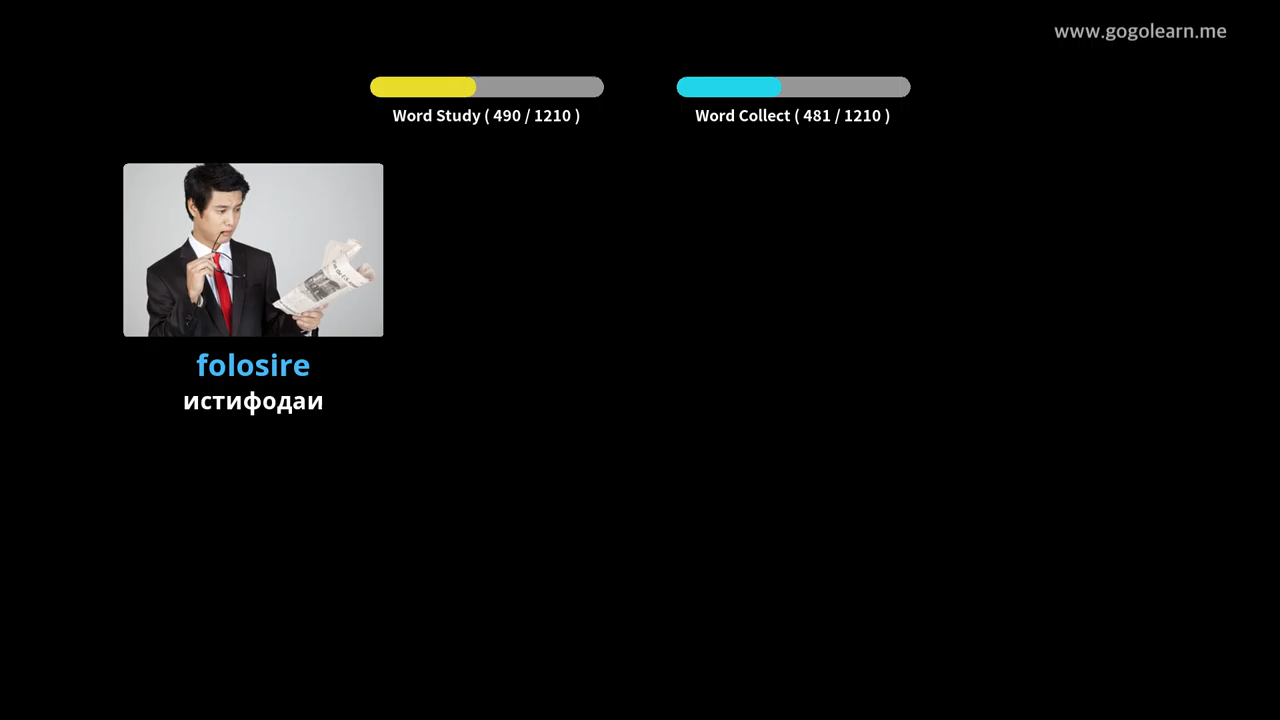 www.gogolearn.me
Word Study ( 490 / 1210 )
Word Collect ( 481 / 1210 )
folosire
истифодаи